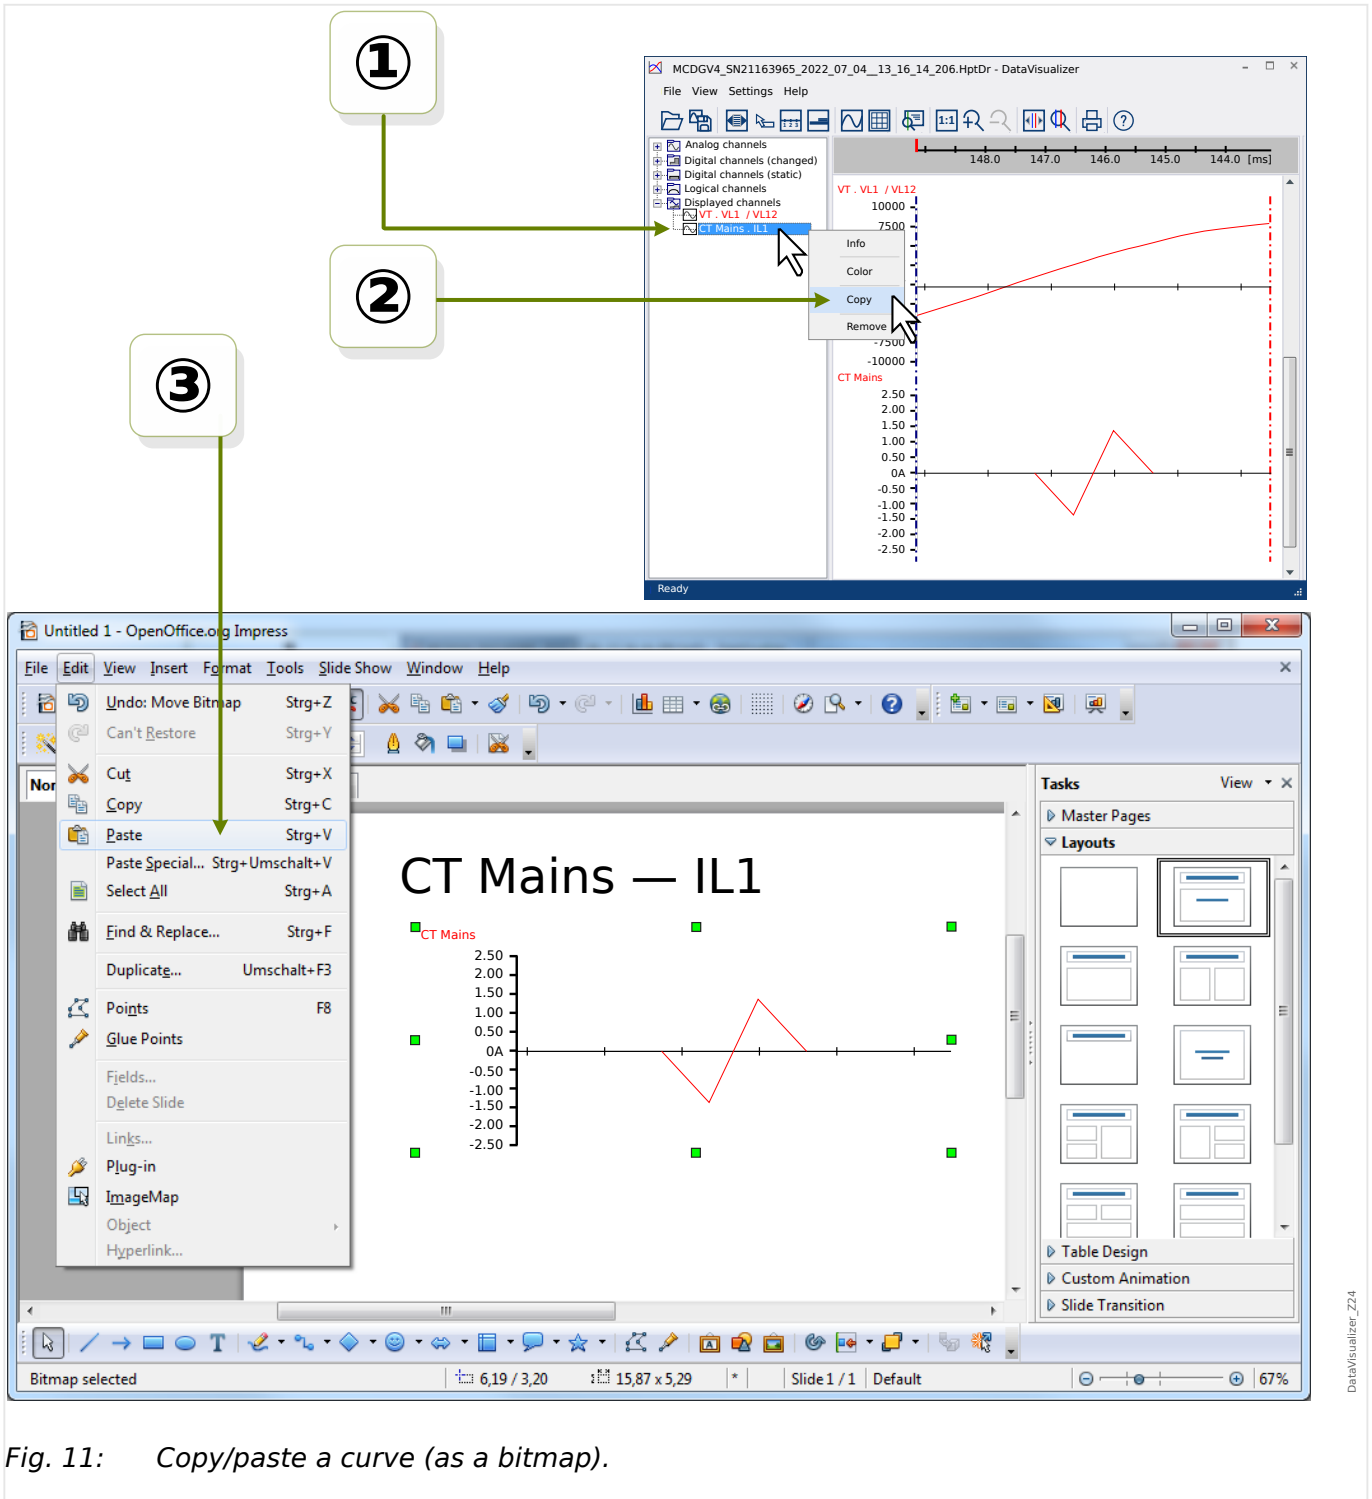 ①
②
③
MCDGV4_SN21163965_2022_07_04__13_16_14_206.HptDr - DataVisualizer
File View Settings Help
1:1
Analog channels
Digital channels (changed)
Digital channels (static)
Logical channels
Displayed channels
VT . VL1 / VL12
CT Mains . IL1
Info
Color
Copy
Remove
148.0 147.0 146.0 145.0 144.0 [ms]
VT . VL1 / VL12
10000
7500
-7500
-10000
CT Mains
2.50
2.00
1.50
1.00
0.50
0A
-0.50
-1.00
-1.50
-2.00
-2.50
Ready
Untitled 1 - OpenOffice.org Impress
File Edit View Insert Format Tools Slide Show Window Help
Undo: Move Bitmap Strg+Z
Can't Restore Strg+Y
Cut Strg+X
Copy Strg+C
Paste Strg+V
Paste Special... Strg+Umschalt+V
Select All Strg+A
Find & Replace... Strg+F
Duplicate... Umschalt+F3
Points F8
Glue Points
Fields...
Delete Slide
Links...
Plug-in
ImageMap
Object
Hyperlink...
Nor
CT Mains — IL1
CT Mains
2.50
2.00
1.50
1.00
0.50
0A
-0.50
-1.00
-1.50
-2.00
-2.50
Tasks View
Master Pages
Layouts
Table Design
Custom Animation
Slide Transition
Bitmap selected 6,19 / 3,20 15,87 x 5,29 * Slide 1 / 1 Default 67%
DataVisualizer_Z24
Fig. 11: Copy/paste a curve (as a bitmap).